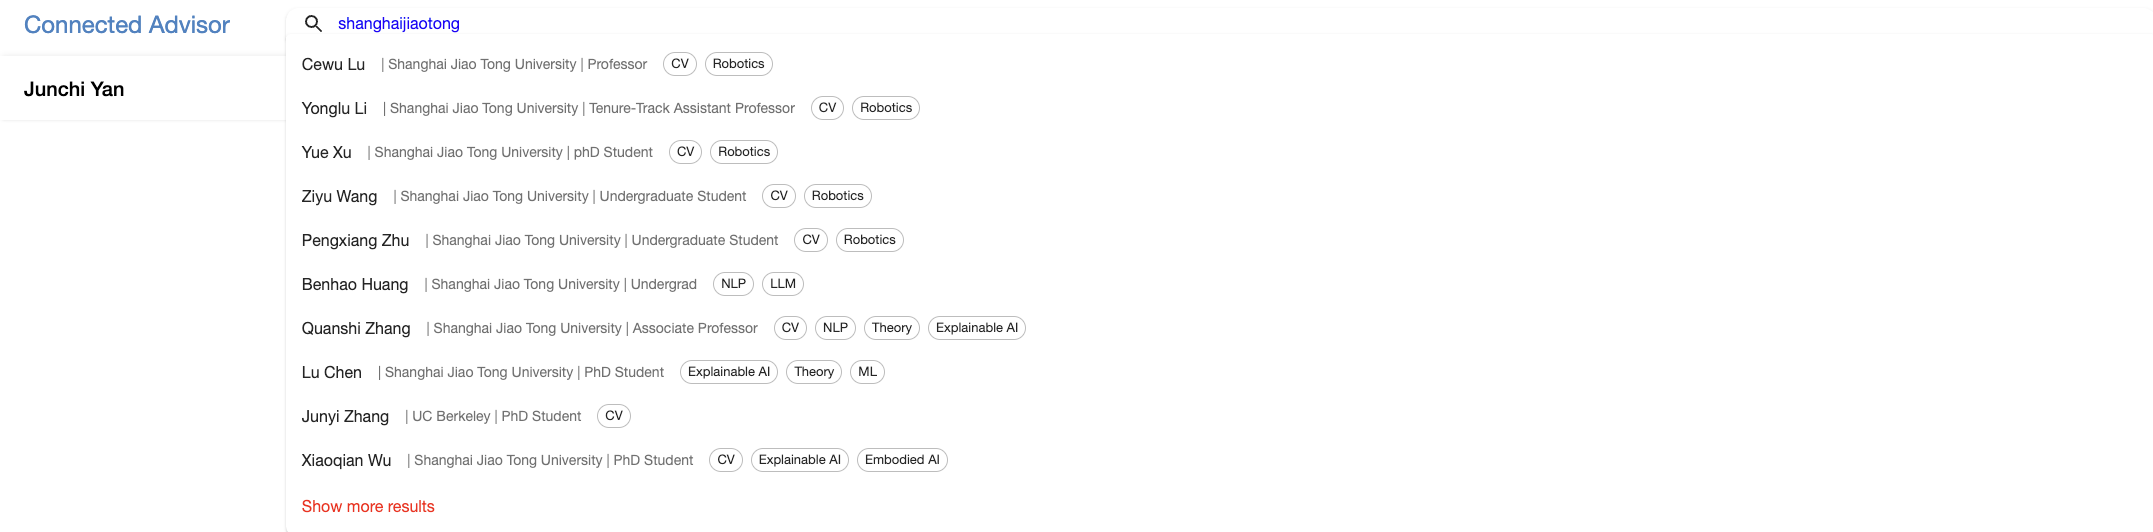 Connected Advisor
shanghaijiaotong
Junchi Yan
Cewu Lu | Shanghai Jiao Tong University | Professor CV Robotics
Yonglu Li | Shanghai Jiao Tong University | Tenure-Track Assistant Professor CV Robotics
Yue Xu | Shanghai Jiao Tong University | phD Student CV Robotics
Ziyu Wang | Shanghai Jiao Tong University | Undergraduate Student CV Robotics
Pengxiang Zhu | Shanghai Jiao Tong University | Undergraduate Student CV Robotics
Benhao Huang | Shanghai Jiao Tong University | Undergrad NLP LLM
Quanshi Zhang | Shanghai Jiao Tong University | Associate Professor CV NLP Theory Explainable AI
Lu Chen | Shanghai Jiao Tong University | PhD Student Explainable AI Theory ML
Junyi Zhang | UC Berkeley | PhD Student CV
Xiaoqian Wu | Shanghai Jiao Tong University | PhD Student CV Explainable AI Embodied AI
Show more results